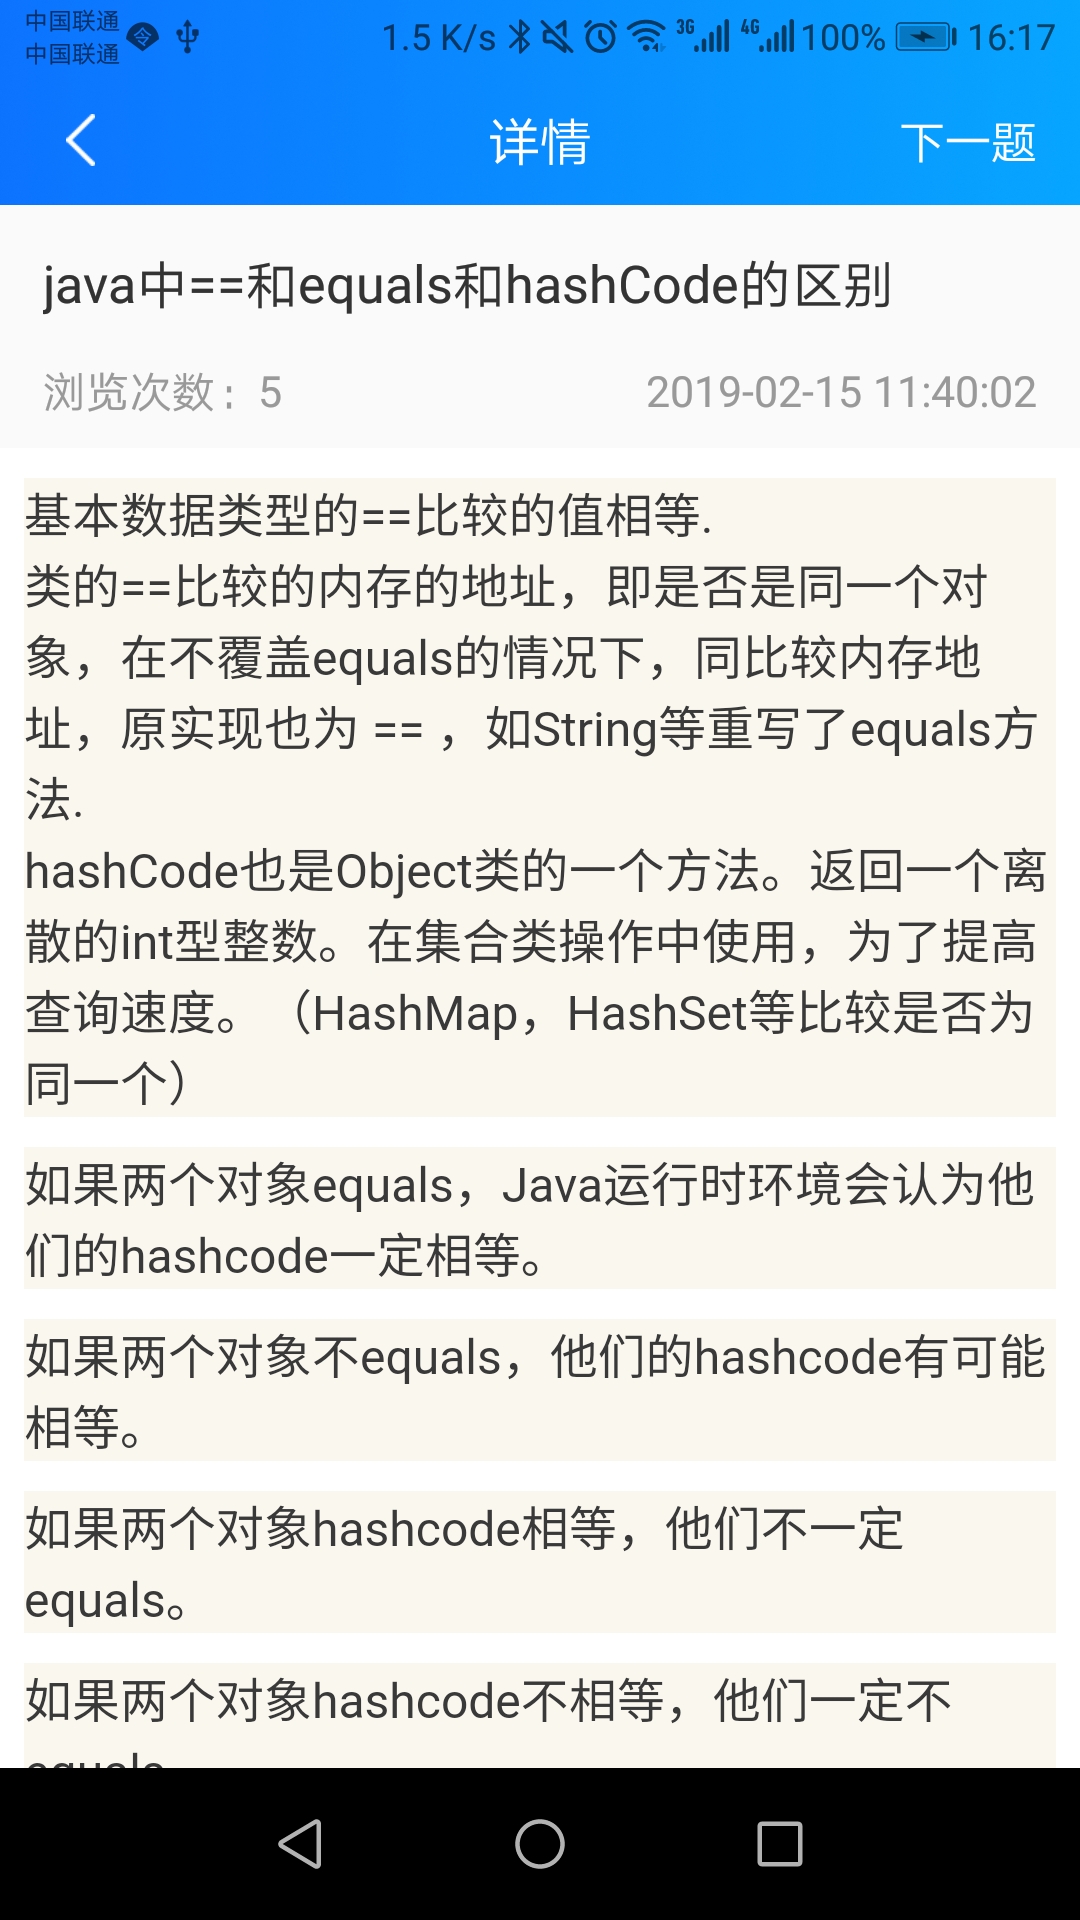 中国联通
中国联通
1.5 K/s 3G 4G 100% 16:17
详情 下一题
java中==和equals和hashCode的区别
浏览次数: 5 2019-02-15 11:40:02
基本数据类型的==比较的值相等.
类的==比较的内存的地址，即是否是同一个对
象，在不覆盖equals的情况下，同比较内存地
址，原实现也为 == ，如String等重写了equals方
法.
hashCode也是Object类的一个方法。返回一个离
散的int型整数。在集合类操作中使用，为了提高
查询速度。（HashMap，HashSet等比较是否为
同一个）
如果两个对象equals，Java运行时环境会认为他
们的hashcode一定相等。
如果两个对象不equals，他们的hashcode有可能
相等。
如果两个对象hashcode相等，他们不一定
equals。
如果两个对象hashcode不相等，他们一定不
equals